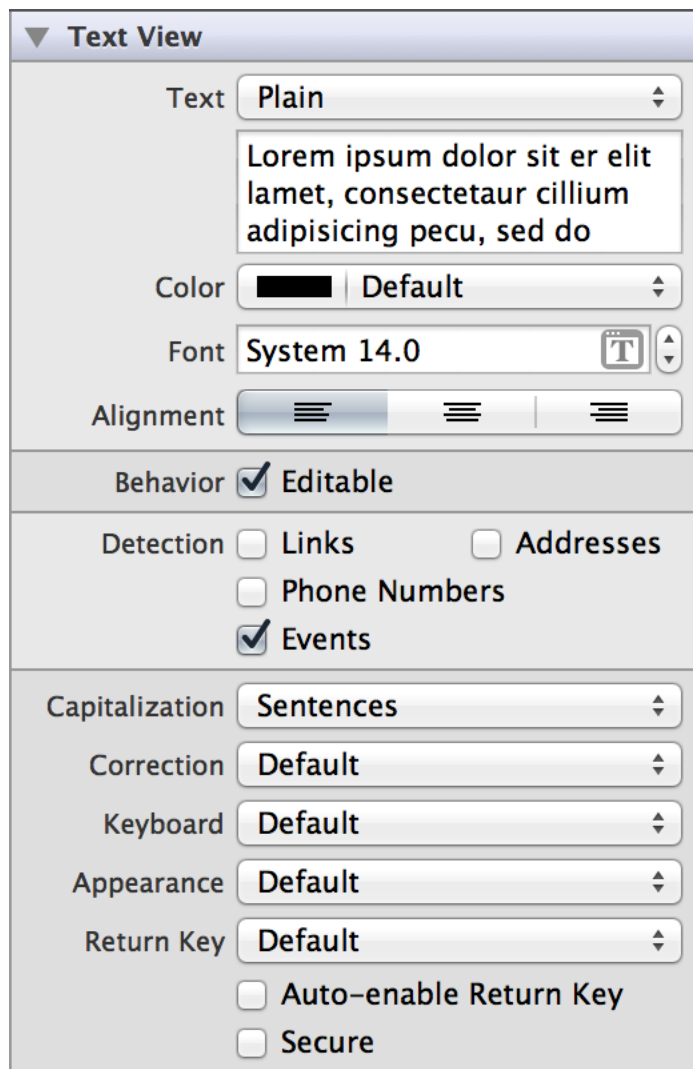 Text View
Text Plain
Lorem ipsum dolor sit er elit
lamet, consectetaur cillium
adipisicing pecu, sed do
Color Default
Font System 14.0 T
Alignment
Behavior Editable
Detection Links Addresses
Phone Numbers
Events
Capitalization Sentences
Correction Default
Keyboard Default
Appearance Default
Return Key Default
Auto-enable Return Key
Secure